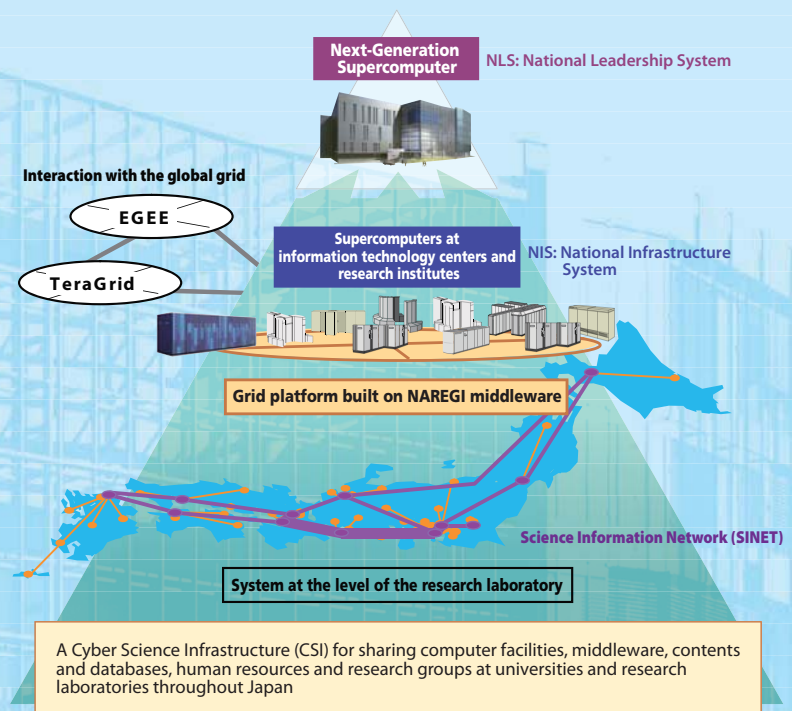 Next-Generation
Supercomputer
NLS: National Leadership System
Interaction with the global grid
EGEE
TeraGrid
Supercomputers at
information technology centers and
research institutes
NIS: National Infrastructure
System
Grid platform built on NAREGI middleware
Science Information Network (SINET)
System at the level of the research laboratory
A Cyber Science Infrastructure (CSI) for sharing computer facilities, middleware, contents
and databases, human resources and research groups at universities and research
laboratories throughout Japan